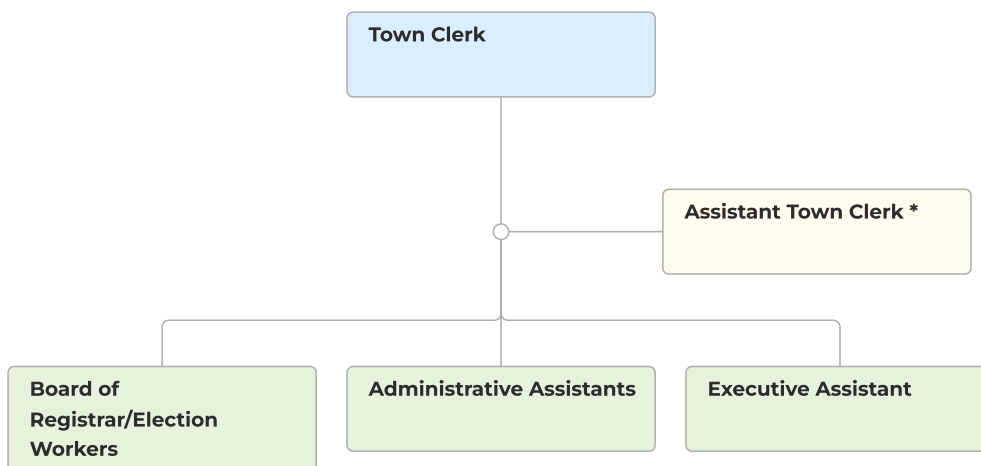 Town Clerk
Assistant Town Clerk *
Board of
Registrar/Election
Workers
Administrative Assistants
Executive Assistant